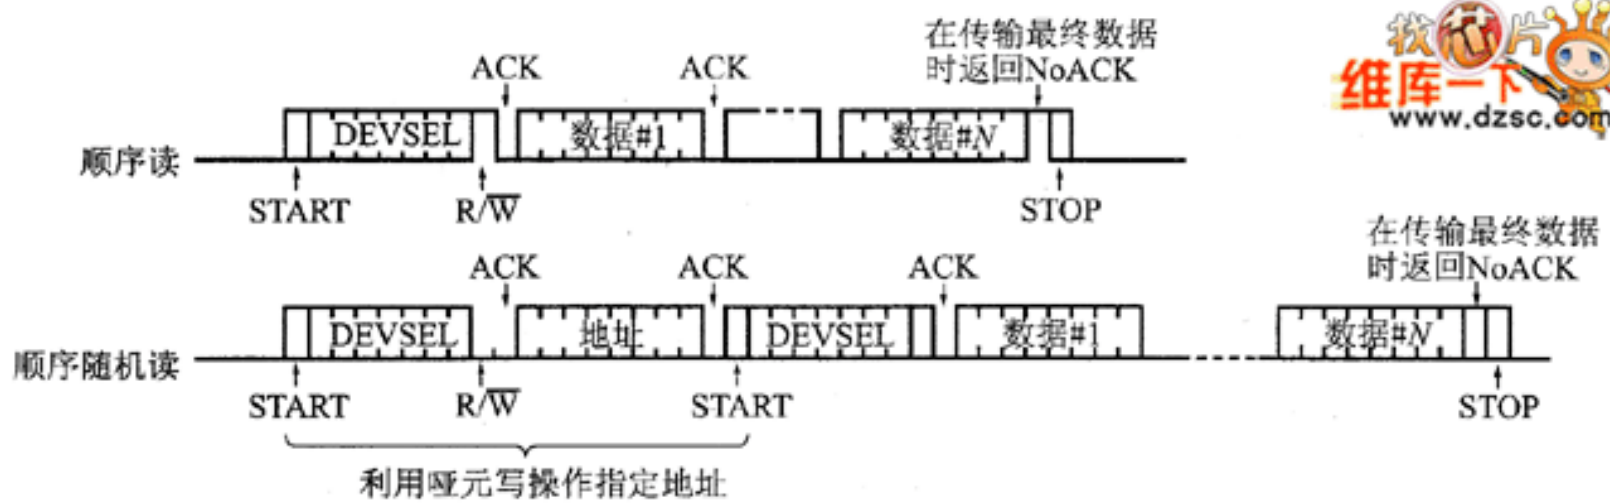 找芯片
维库一下
www.dzsc.com
在传输最终数据
时返回NoACK
ACK
ACK
顺序读
DEVSEL
数据#1
数据#N
START
R/W̅
STOP
在传输最终数据
时返回NoACK
ACK
ACK
ACK
顺序随机读
DEVSEL
地址
DEVSEL
数据#1
数据#N
START
R/W̅
START
STOP
利用哑元写操作指定地址